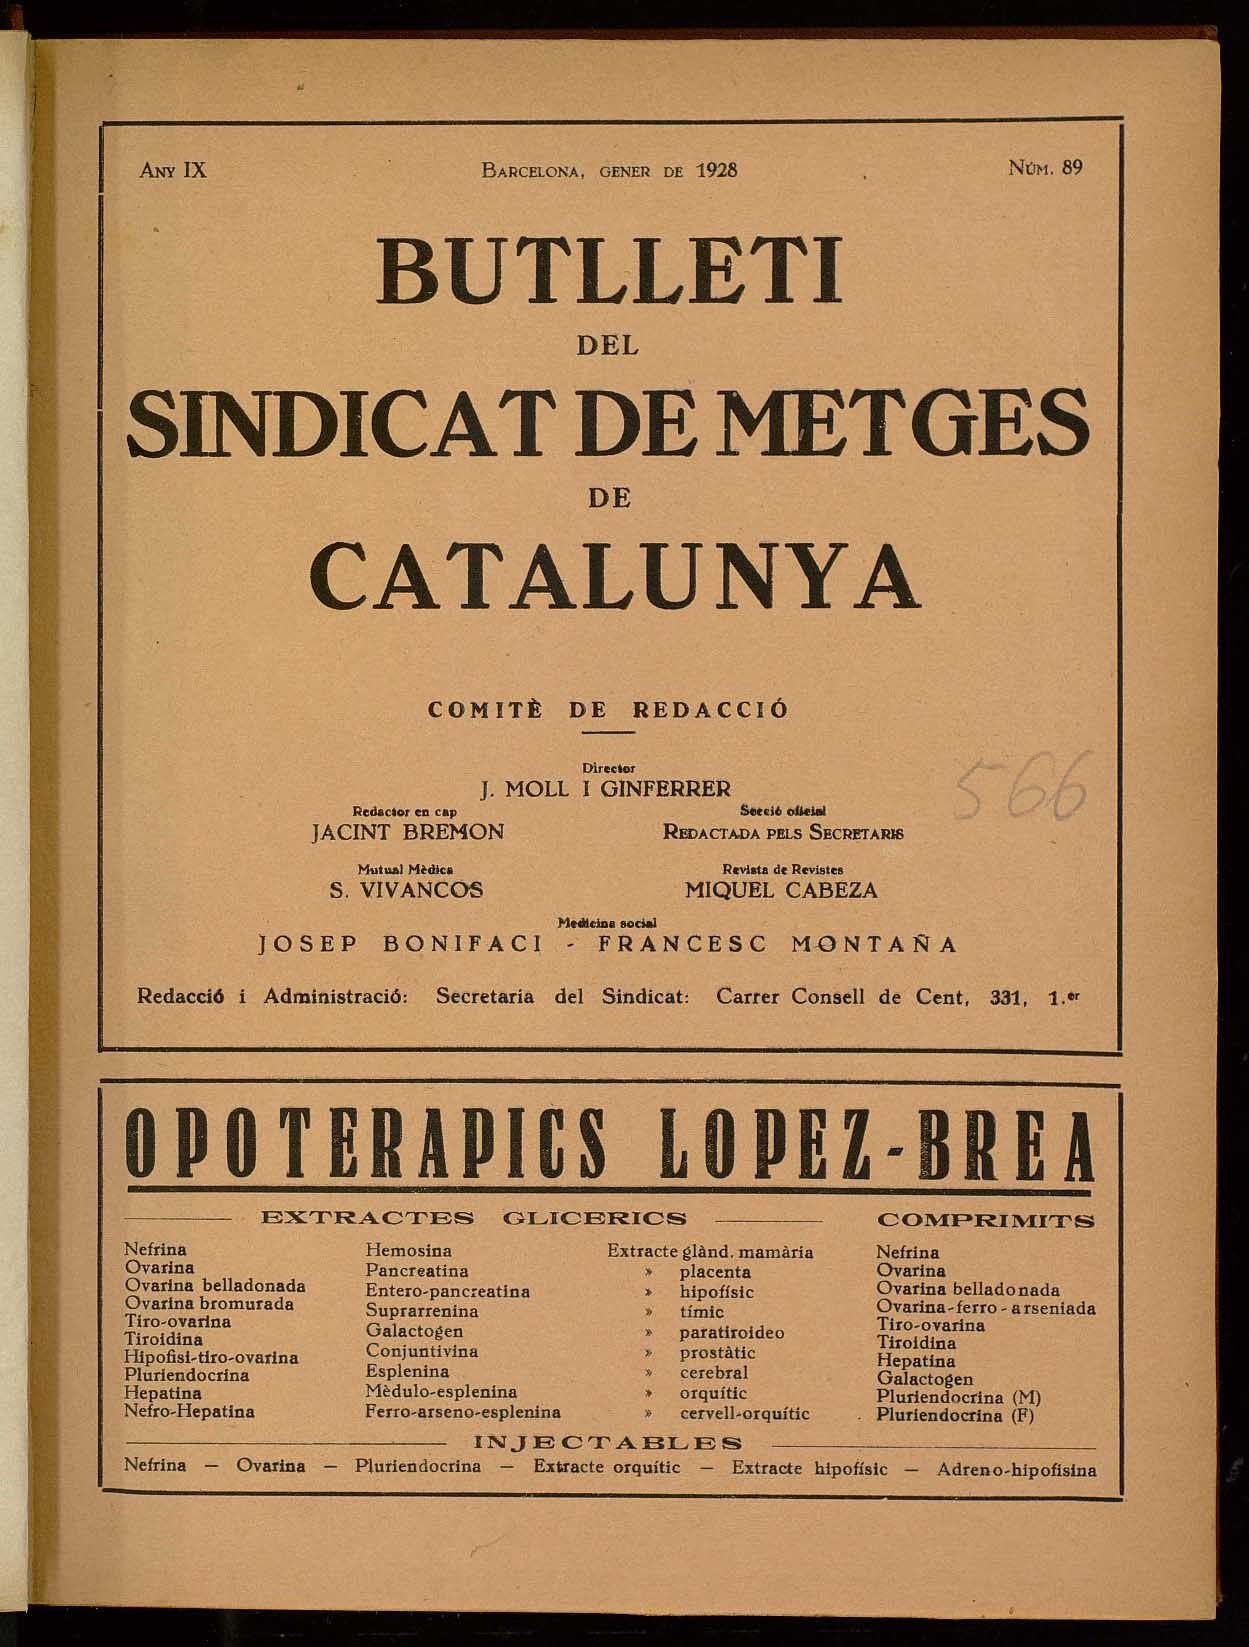 ANY IX BARCELONA, GENER DE 1928 NÚM. 89
BUTLLETI
DEL
SINDICAT DE METGES
DE
CATALUNYA
COMITÈ DE REDACCIÓ
Director
J. MOLL I GINFERRER
Redactor en cap Secció oficial
JACINT BREMON REDACTADA PELS SECRETARIS
Mutual Mèdica Revista de Revistes
S. VIVANCOS MIQUEL CABEZA
Medicina social
JOSEP BONIFACI - FRANCESC MONTAÑA
566
Redacció i Administració: Secretaria del Sindicat: Carrer Consell de Cent, 331, 1.er
OPOTERAPICS LOPEZ-BREA
EXTRACTES GLICERICS
Nefrina
Ovarina
Ovarina belladonada
Ovarina bromurada
Tiro-ovarina
Tiroidina
Hipofisi-tiro-ovarina
Pluriendocrina
Hepatina
Nefro-Hepatina
Hemosina
Pancreatina
Entero-pancreatina
Suprarrenina
Galactogen
Conjuntivina
Esplenina
Mèdulo-esplenina
Ferro-arseno-esplenina
Extracte glànd. mamària
» placenta
» hipofísic
» tímic
» paratiroideo
» prostàtic
» cerebral
» orquític
» cervell-orquític
COMPRIMITS
Nefrina
Ovarina
Ovarina belladonada
Ovarina-ferro-arseniada
Tiro-ovarina
Tiroidina
Hepatina
Galactogen
Pluriendocrina (M)
Pluriendocrina (F)
INJECTABLES
Nefrina — Ovarina — Pluriendocrina — Extracte orquític — Extracte hipofísic — Adreno-hipofisina